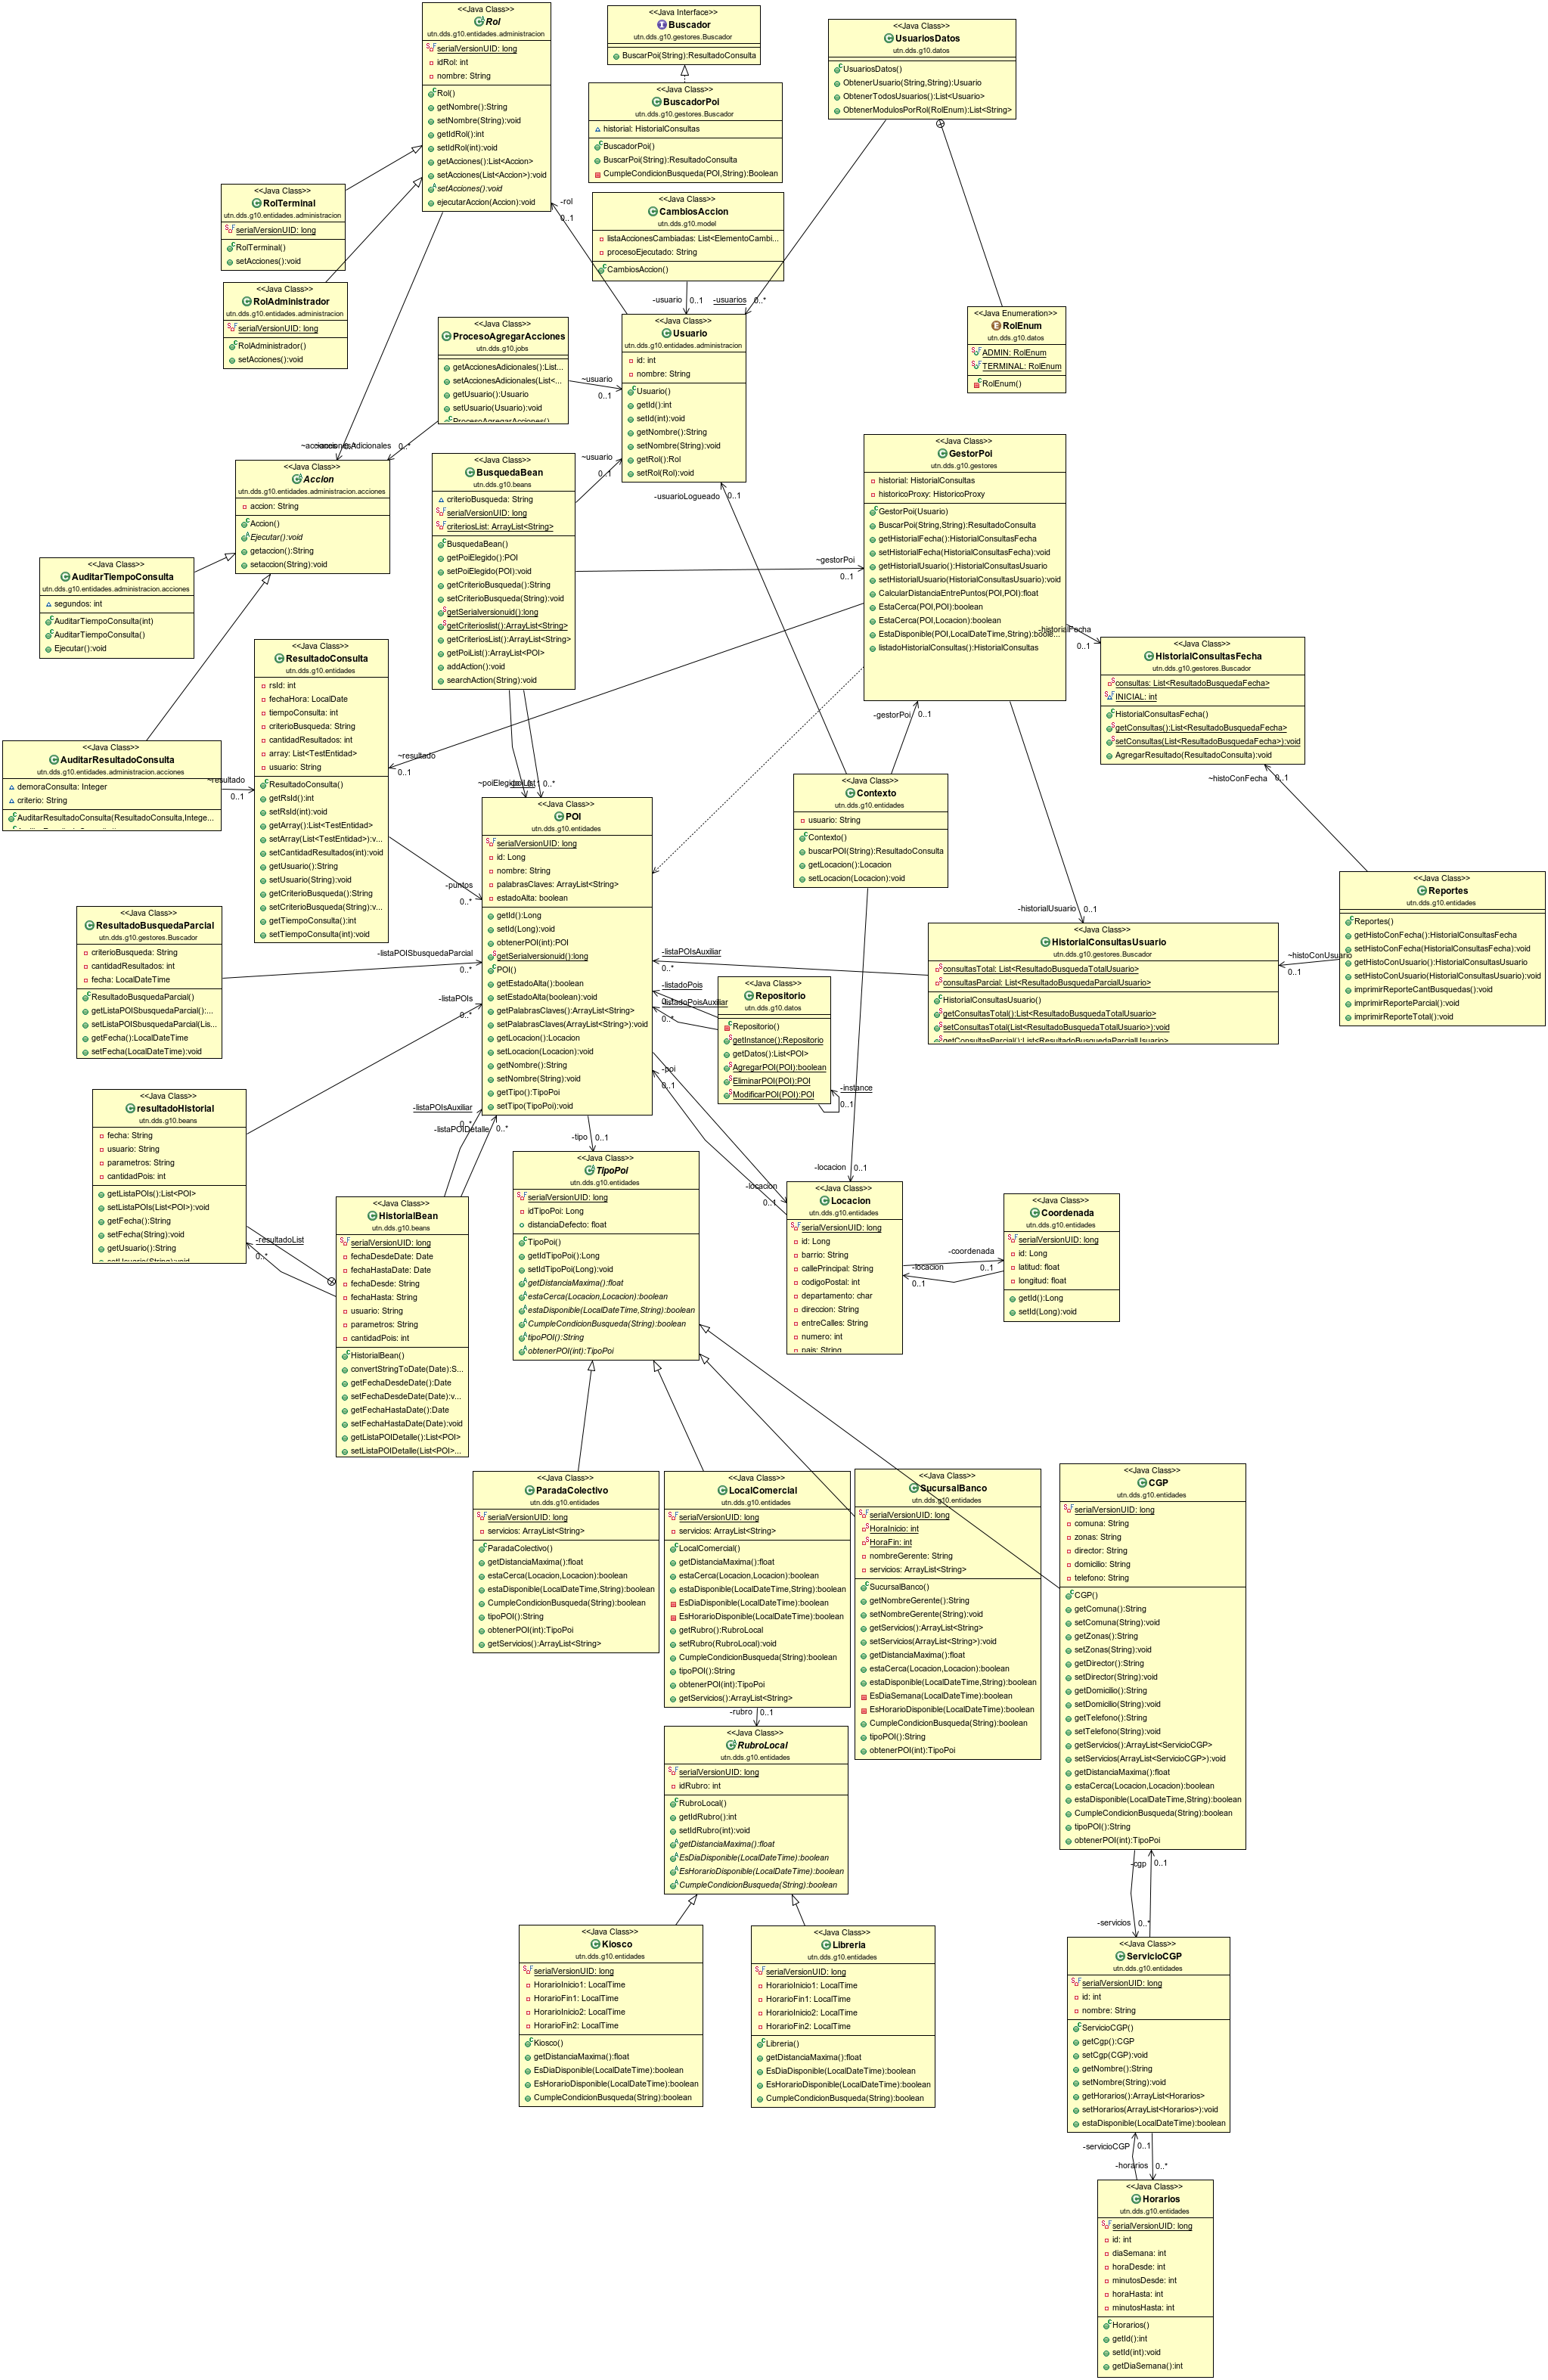 <<Java Class>>
Rol
utn.dds.g10.entidades.administracion
serialVersionUID: long
idRol: int
nombre: String
Rol()
getNombre():String
setNombre(String):void
getIdRol():int
setIdRol(int):void
getAcciones():List<Accion>
setAcciones(List<Accion>):void
setAcciones():void
ejecutarAccion(Accion):void
<<Java Interface>>
Buscador
utn.dds.g10.gestores.Buscador
BuscarPoi(String):ResultadoConsulta
<<Java Class>>
BuscadorPoi
utn.dds.g10.gestores.Buscador
historial: HistorialConsultas
BuscadorPoi()
BuscarPoi(String):ResultadoConsulta
CumpleCondicionBusqueda(POI,String):Boolean
<<Java Class>>
UsuariosDatos
utn.dds.g10.datos
UsuariosDatos()
ObtenerUsuario(String,String):Usuario
ObtenerTodosUsuarios():List<Usuario>
ObtenerModulosPorRol(RolEnum):List<String>
<<Java Class>>
RolTerminal
utn.dds.g10.entidades.administracion
serialVersionUID: long
RolTerminal()
setAcciones():void
<<Java Class>>
RolAdministrador
utn.dds.g10.entidades.administracion
serialVersionUID: long
RolAdministrador()
setAcciones():void
-rol
0..1
<<Java Class>>
CambiosAccion
utn.dds.g10.model
listaAccionesCambiadas: List<ElementoCambi...
procesoEjecutado: String
CambiosAccion()
-usuario
0..1
-usuarios
0..*
<<Java Enumeration>>
RolEnum
utn.dds.g10.datos
ADMIN: RolEnum
TERMINAL: RolEnum
RolEnum()
<<Java Class>>
ProcesoAgregarAcciones
utn.dds.g10.jobs
getAccionesAdicionales():List...
setAccionesAdicionales(List<...
getUsuario():Usuario
setUsuario(Usuario):void
ProcesoAgregarAcciones()
~usuario
0..1
<<Java Class>>
Usuario
utn.dds.g10.entidades.administracion
id: int
nombre: String
Usuario()
getId():int
setId(int):void
getNombre():String
setNombre(String):void
getRol():Rol
setRol(Rol):void
0..*
<<Java Class>>
Accion
utn.dds.g10.entidades.administracion.acciones
accion: String
Accion()
Ejecutar():void
getaccion():String
setaccion(String):void
<<Java Class>>
BusquedaBean
utn.dds.g10.beans
criterioBusqueda: String
serialVersionUID: long
criteriosList: ArrayList<String>
BusquedaBean()
getPoiElegido():POI
setPoiElegido(POI):void
getCriterioBusqueda():String
setCriterioBusqueda(String):void
getSerialversionuid():long
getCriterioslist():ArrayList<String>
getCriteriosList():ArrayList<String>
getPoiList():ArrayList<POI>
addAction():void
searchAction(String):void
~usuario
0..1
-usuarioLogueado
0..1
~gestorPoi
0..1
<<Java Class>>
GestorPoi
utn.dds.g10.gestores
historial: HistorialConsultas
historicoProxy: HistoricoProxy
GestorPoi(Usuario)
BuscarPoi(String,String):ResultadoConsulta
getHistorialFecha():HistorialConsultasFecha
setHistorialFecha(HistorialConsultasFecha):void
getHistorialUsuario():HistorialConsultasUsuario
setHistorialUsuario(HistorialConsultasUsuario):void
CalcularDistanciaEntrePuntos(POI,POI):float
EstaCerca(POI,POI):boolean
EstaCerca(POI,Locacion):boolean
EstaDisponible(POI,LocalDateTime,String):boole...
listadoHistorialConsultas():HistorialConsultas
-historialFecha
0..1
<<Java Class>>
HistorialConsultasFecha
utn.dds.g10.gestores.Buscador
consultas: List<ResultadoBusquedaFecha>
INICIAL: int
HistorialConsultasFecha()
getConsultas():List<ResultadoBusquedaFecha>
setConsultas(List<ResultadoBusquedaFecha>):void
AgregarResultado(ResultadoConsulta):void
<<Java Class>>
AuditarTiempoConsulta
utn.dds.g10.entidades.administracion.acciones
segundos: int
AuditarTiempoConsulta(int)
AuditarTiempoConsulta()
Ejecutar():void
<<Java Class>>
ResultadoConsulta
utn.dds.g10.entidades
rsId: int
fechaHora: LocalDate
tiempoConsulta: int
criterioBusqueda: String
cantidadResultados: int
array: List<TestEntidad>
usuario: String
ResultadoConsulta()
getRsId():int
setRsId(int):void
getArray():List<TestEntidad>
setArray(List<TestEntidad>):v...
setCantidadResultados(int):void
getUsuario():String
setUsuario(String):void
getCriterioBusqueda():String
setCriterioBusqueda(String):v...
getTiempoConsulta():int
setTiempoConsulta(int):void
<<Java Class>>
AuditarResultadoConsulta
utn.dds.g10.entidades.administracion.acciones
demoraConsulta: Integer
criterio: String
AuditarResultadoConsulta(ResultadoConsulta,Intege...
~resultado
0..1
~resultado
0..1
0..*
<<Java Class>>
POI
utn.dds.g10.entidades
serialVersionUID: long
id: Long
nombre: String
palabrasClaves: ArrayList<String>
estadoAlta: boolean
getId():Long
setId(Long):void
obtenerPOI(int):POI
getSerialversionuid():long
POI()
getEstadoAlta():boolean
setEstadoAlta(boolean):void
getPalabrasClaves():ArrayList<String>
setPalabrasClaves(ArrayList<String>):void
getLocacion():Locacion
setLocacion(Locacion):void
getNombre():String
setNombre(String):void
getTipo():TipoPoi
setTipo(TipoPoi):void
-puntos
0..*
-gestorPoi
0..1
<<Java Class>>
Contexto
utn.dds.g10.entidades
usuario: String
Contexto()
buscarPOI(String):ResultadoConsulta
getLocacion():Locacion
setLocacion(Locacion):void
~histoConFecha
0..1
<<Java Class>>
Reportes
utn.dds.g10.entidades
Reportes()
getHistoConFecha():HistorialConsultasFecha
setHistoConFecha(HistorialConsultasFecha):void
getHistoConUsuario():HistorialConsultasUsuario
setHistoConUsuario(HistorialConsultasUsuario):void
imprimirReporteCantBusquedas():void
imprimirReporteParcial():void
imprimirReporteTotal():void
-historialUsuario
0..1
<<Java Class>>
HistorialConsultasUsuario
utn.dds.g10.gestores.Buscador
consultasTotal: List<ResultadoBusquedaTotalUsuario>
consultasParcial: List<ResultadoBusquedaParcialUsuario>
HistorialConsultasUsuario()
getConsultasTotal():List<ResultadoBusquedaTotalUsuario>
setConsultasTotal(List<ResultadoBusquedaTotalUsuario>):void
getConsultasParcial():List<ResultadoBusquedaParcialUsuario>
~histoConUsuario
0..1
<<Java Class>>
ResultadoBusquedaParcial
utn.dds.g10.gestores.Buscador
criterioBusqueda: String
cantidadResultados: int
fecha: LocalDateTime
ResultadoBusquedaParcial()
getListaPOISbusquedaParcial():...
setListaPOISbusquedaParcial(Lis...
getFecha():LocalDateTime
setFecha(LocalDateTime):void
-listaPOISbusquedaParcial
0..*
-listaPOIs
0..*
-listaPOIsAuxiliar
0..*
-listadoPois
-listadoPoisAuxiliar
0..*
<<Java Class>>
Repositorio
utn.dds.g10.datos
Repositorio()
getInstance():Repositorio
getDatos():List<POI>
AgregarPOI(POI):boolean
EliminarPOI(POI):POI
ModificarPOI(POI):POI
-instance
0..1
-poi
0..1
<<Java Class>>
resultadoHistorial
utn.dds.g10.beans
fecha: String
usuario: String
parametros: String
cantidadPois: int
getListaPOIs():List<POI>
setListaPOIs(List<POI>):void
getFecha():String
setFecha(String):void
getUsuario():String
setUsuario(String):void
-listaPOIsAuxiliar
0..*
-listaPOIDetalle
0..*
-resultadoList
0..*
<<Java Class>>
HistorialBean
utn.dds.g10.beans
serialVersionUID: long
fechaDesdeDate: Date
fechaHastaDate: Date
fechaDesde: String
fechaHasta: String
usuario: String
parametros: String
cantidadPois: int
HistorialBean()
convertStringToDate(Date):S...
getFechaDesdeDate():Date
setFechaDesdeDate(Date):v...
getFechaHastaDate():Date
setFechaHastaDate(Date):void
getListaPOIDetalle():List<POI>
setListaPOIDetalle(List<POI>...
-tipo
0..1
<<Java Class>>
TipoPoi
utn.dds.g10.entidades
serialVersionUID: long
idTipoPoi: Long
distanciaDefecto: float
TipoPoi()
getIdTipoPoi():Long
setIdTipoPoi(Long):void
getDistanciaMaxima():float
estaCerca(Locacion,Locacion):boolean
estaDisponible(LocalDateTime,String):boolean
CumpleCondicionBusqueda(String):boolean
tipoPOI():String
obtenerPOI(int):TipoPoi
-locacion
0..1
-locacion
0..1
<<Java Class>>
Locacion
utn.dds.g10.entidades
serialVersionUID: long
id: Long
barrio: String
callePrincipal: String
codigoPostal: int
departamento: char
direccion: String
entreCalles: String
numero: int
pais: String
-coordenada
0..1
-locacion
0..1
<<Java Class>>
Coordenada
utn.dds.g10.entidades
serialVersionUID: long
id: Long
latitud: float
longitud: float
getId():Long
setId(Long):void
<<Java Class>>
ParadaColectivo
utn.dds.g10.entidades
serialVersionUID: long
servicios: ArrayList<String>
ParadaColectivo()
getDistanciaMaxima():float
estaCerca(Locacion,Locacion):boolean
estaDisponible(LocalDateTime,String):boolean
CumpleCondicionBusqueda(String):boolean
tipoPOI():String
obtenerPOI(int):TipoPoi
getServicios():ArrayList<String>
<<Java Class>>
LocalComercial
utn.dds.g10.entidades
serialVersionUID: long
servicios: ArrayList<String>
LocalComercial()
getDistanciaMaxima():float
estaCerca(Locacion,Locacion):boolean
estaDisponible(LocalDateTime,String):boolean
EsDiaDisponible(LocalDateTime):boolean
EsHorarioDisponible(LocalDateTime):boolean
getRubro():RubroLocal
setRubro(RubroLocal):void
CumpleCondicionBusqueda(String):boolean
tipoPOI():String
obtenerPOI(int):TipoPoi
getServicios():ArrayList<String>
<<Java Class>>
SucursalBanco
utn.dds.g10.entidades
serialVersionUID: long
HoraInicio: int
HoraFin: int
nombreGerente: String
servicios: ArrayList<String>
SucursalBanco()
getNombreGerente():String
setNombreGerente(String):void
getServicios():ArrayList<String>
setServicios(ArrayList<String>):void
getDistanciaMaxima():float
estaCerca(Locacion,Locacion):boolean
estaDisponible(LocalDateTime,String):boolean
EsDiaSemana(LocalDateTime):boolean
EsHorarioDisponible(LocalDateTime):boolean
CumpleCondicionBusqueda(String):boolean
tipoPOI():String
obtenerPOI(int):TipoPoi
<<Java Class>>
CGP
utn.dds.g10.entidades
serialVersionUID: long
comuna: String
zonas: String
director: String
domicilio: String
telefono: String
CGP()
getComuna():String
setComuna(String):void
getZonas():String
setZonas(String):void
getDirector():String
setDirector(String):void
getDomicilio():String
setDomicilio(String):void
getTelefono():String
setTelefono(String):void
getServicios():ArrayList<ServicioCGP>
setServicios(ArrayList<ServicioCGP>):void
getDistanciaMaxima():float
estaCerca(Locacion,Locacion):boolean
estaDisponible(LocalDateTime,String):boolean
CumpleCondicionBusqueda(String):boolean
tipoPOI():String
obtenerPOI(int):TipoPoi
-rubro
0..1
<<Java Class>>
RubroLocal
utn.dds.g10.entidades
serialVersionUID: long
idRubro: int
RubroLocal()
getIdRubro():int
setIdRubro(int):void
getDistanciaMaxima():float
EsDiaDisponible(LocalDateTime):boolean
EsHorarioDisponible(LocalDateTime):boolean
CumpleCondicionBusqueda(String):boolean
-cgp
0..1
-servicios
0..*
<<Java Class>>
Kiosco
utn.dds.g10.entidades
serialVersionUID: long
HorarioInicio1: LocalTime
HorarioFin1: LocalTime
HorarioInicio2: LocalTime
HorarioFin2: LocalTime
Kiosco()
getDistanciaMaxima():float
EsDiaDisponible(LocalDateTime):boolean
EsHorarioDisponible(LocalDateTime):boolean
CumpleCondicionBusqueda(String):boolean
<<Java Class>>
Libreria
utn.dds.g10.entidades
serialVersionUID: long
HorarioInicio1: LocalTime
HorarioFin1: LocalTime
HorarioInicio2: LocalTime
HorarioFin2: LocalTime
Libreria()
getDistanciaMaxima():float
EsDiaDisponible(LocalDateTime):boolean
EsHorarioDisponible(LocalDateTime):boolean
CumpleCondicionBusqueda(String):boolean
<<Java Class>>
ServicioCGP
utn.dds.g10.entidades
serialVersionUID: long
id: int
nombre: String
ServicioCGP()
getCgp():CGP
setCgp(CGP):void
getNombre():String
setNombre(String):void
getHorarios():ArrayList<Horarios>
setHorarios(ArrayList<Horarios>):void
estaDisponible(LocalDateTime):boolean
-servicioCGP
0..1
-horarios
0..*
<<Java Class>>
Horarios
utn.dds.g10.entidades
serialVersionUID: long
id: int
diaSemana: int
horaDesde: int
minutosDesde: int
horaHasta: int
minutosHasta: int
Horarios()
getId():int
setId(int):void
getDiaSemana():int